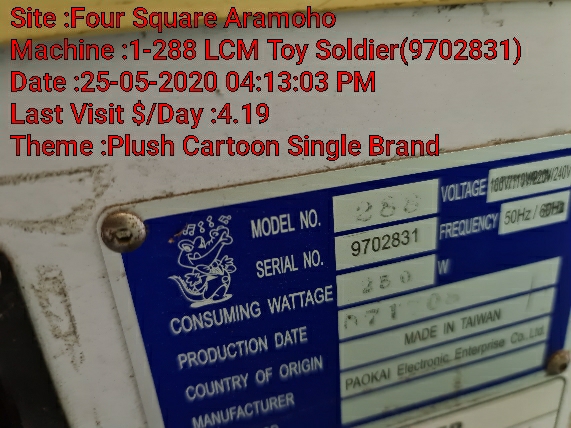 Site :Four Square Aramoho
Machine :1-288 LCM Toy Soldier(9702831)
Date :25-05-2020 04:13:03 PM
Last Visit $/Day :4.19
Theme :Plush Cartoon Single Brand
MODEL NO. 288
VOLTAGE
SERIAL NO. 9702831
FREQUENCY 50Hz / 60Hz
CONSUMING WATTAGE 250 W
PRODUCTION DATE
COUNTRY OF ORIGIN MADE IN TAIWAN
MANUFACTURER PAOKAI Electronic Enterprise Co., Ltd.